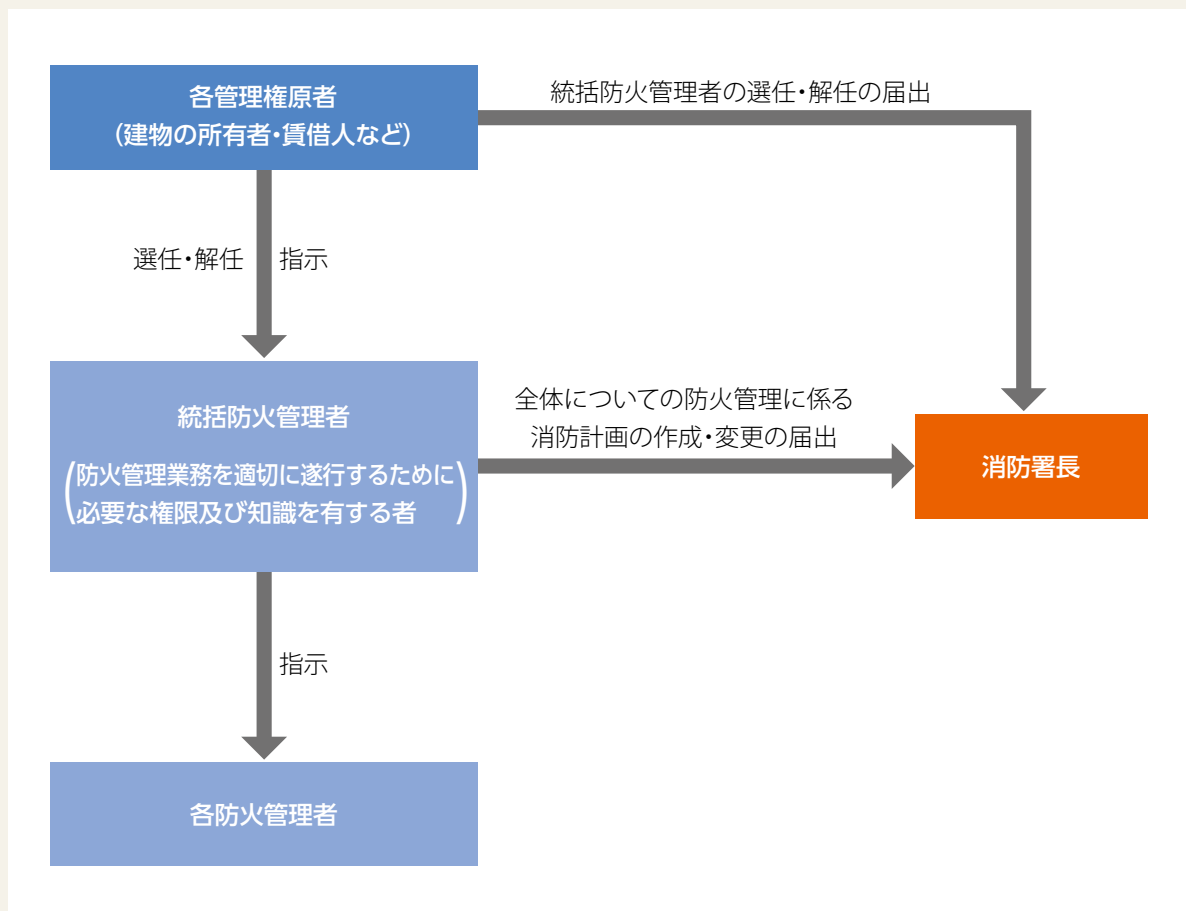 各管理権原者
（建物の所有者・賃借人など）
統括防火管理者の選任・解任の届出
選任・解任
指示
統括防火管理者
（防火管理業務を適切に遂行するために
必要な権限及び知識を有する者）
全体についての防火管理に係る
消防計画の作成・変更の届出
消防署長
指示
各防火管理者